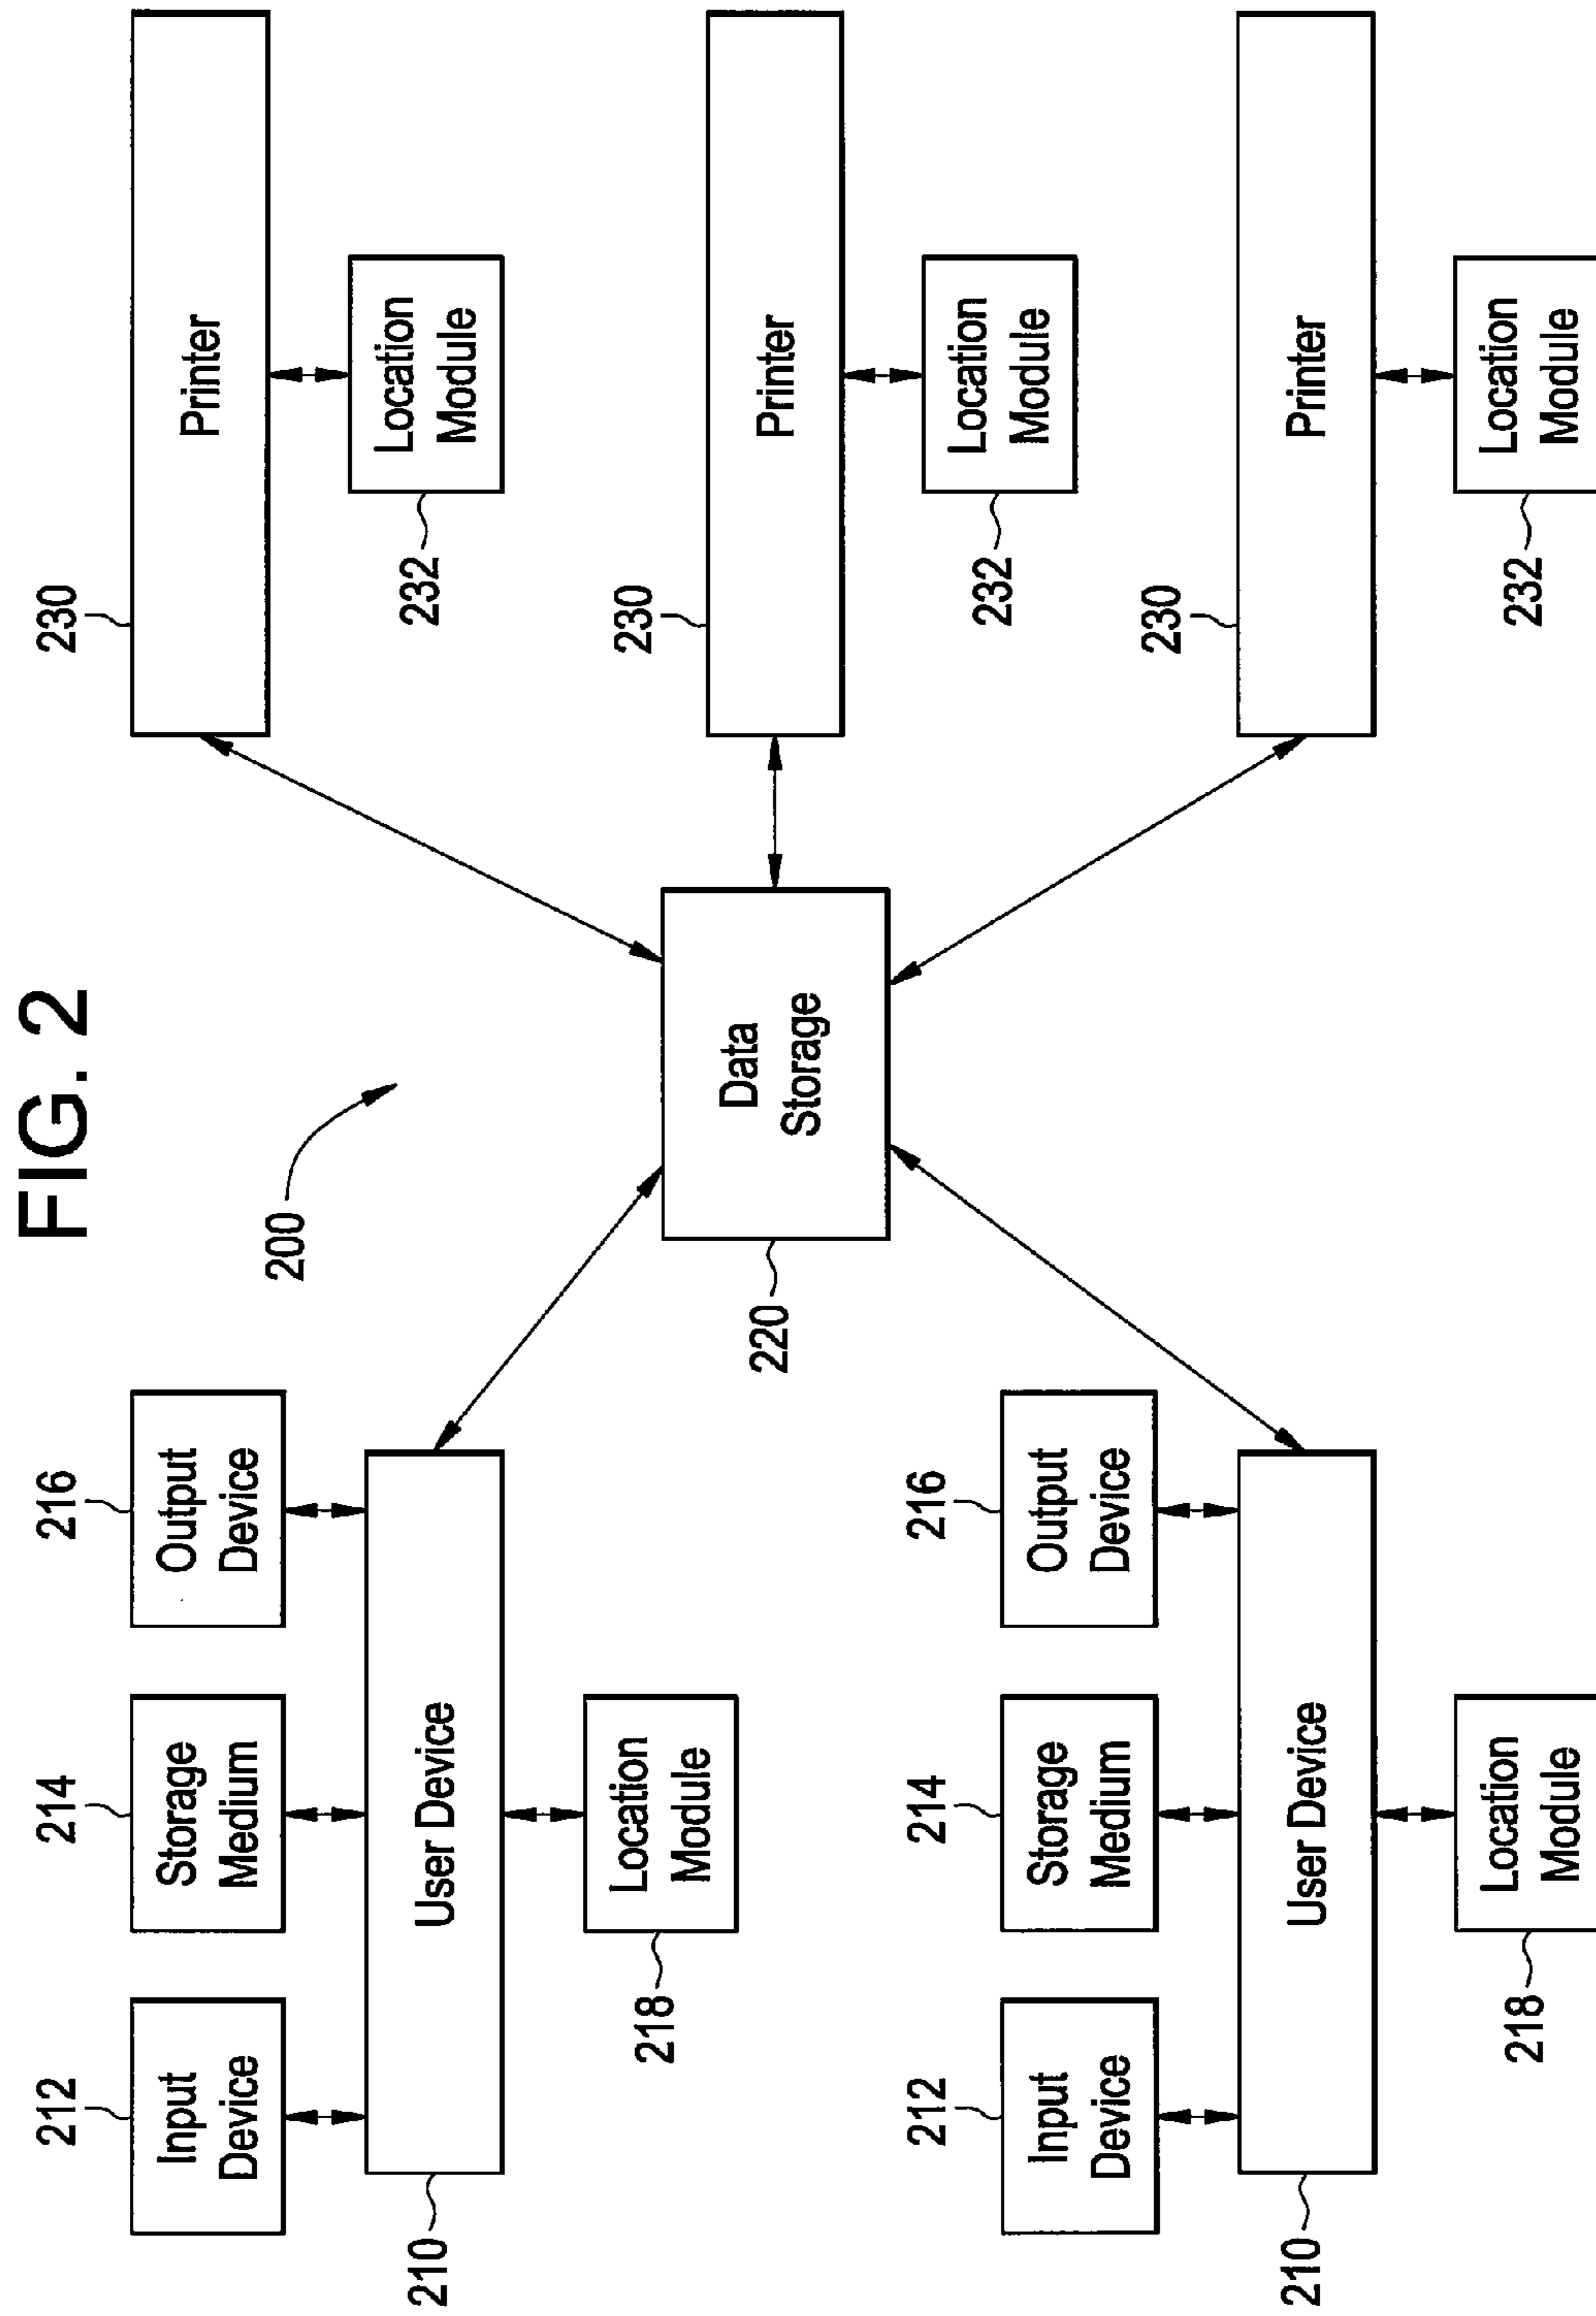 FIG. 2
200
212
214
216
Input
Device
Storage
Medium
Output
Device
User Device
210
Location
Module
218
212
214
216
Input
Device
Storage
Medium
Output
Device
User Device
210
Location
Module
218
Data
Storage
220
230
Printer
Location
Module
232
230
Printer
Location
Module
232
230
Printer
Location
Module
232